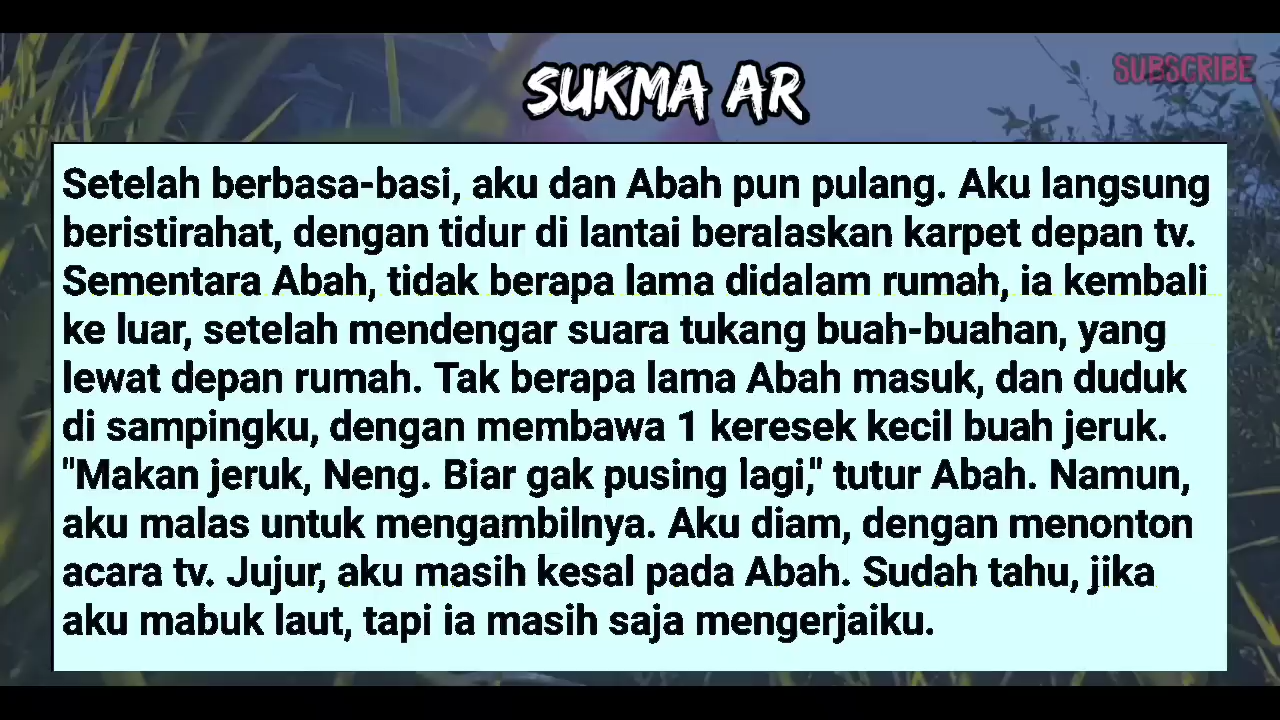 SUKMA AR
SUBSCRIBE
Setelah berbasa-basi, aku dan Abah pun pulang. Aku langsung
beristirahat, dengan tidur di lantai beralaskan karpet depan tv.
Sementara Abah, tidak berapa lama didalam rumah, ia kembali
ke luar, setelah mendengar suara tukang buah-buahan, yang
lewat depan rumah. Tak berapa lama Abah masuk, dan duduk
di sampingku, dengan membawa 1 keresek kecil buah jeruk.
"Makan jeruk, Neng. Biar gak pusing lagi," tutur Abah. Namun,
aku malas untuk mengambilnya. Aku diam, dengan menonton
acara tv. Jujur, aku masih kesal pada Abah. Sudah tahu, jika
aku mabuk laut, tapi ia masih saja mengerjaiku.